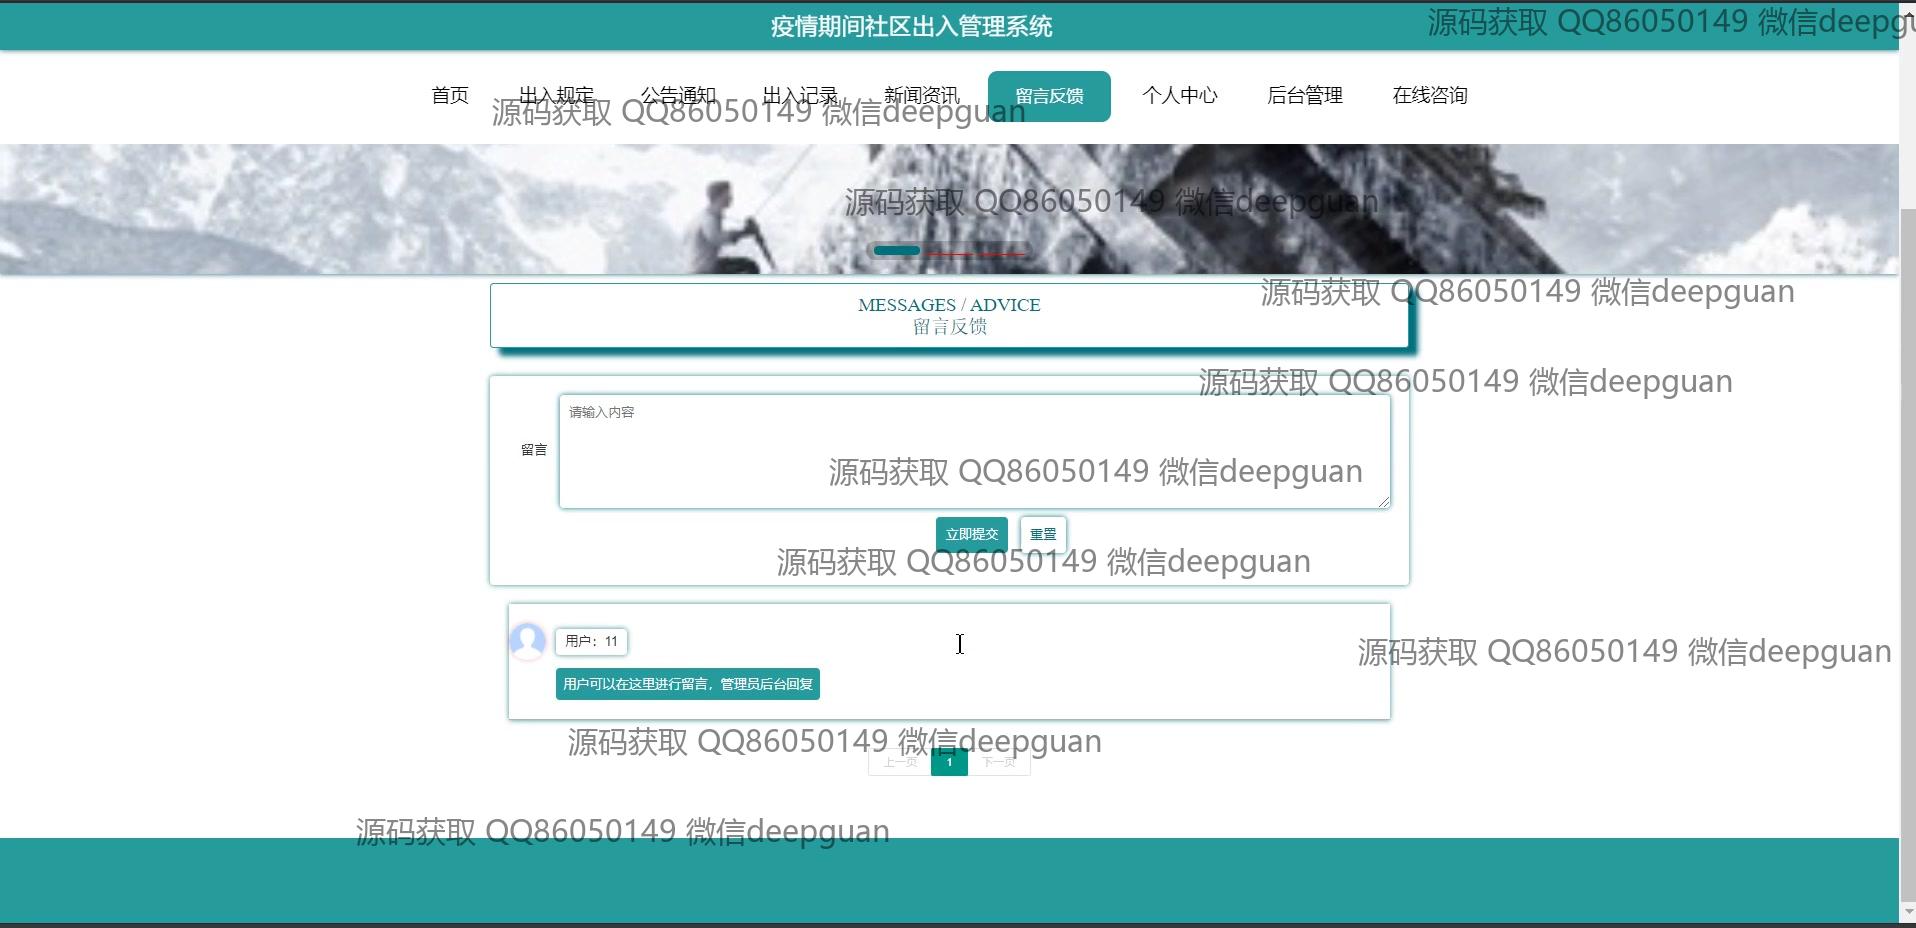 疫情期间社区出入管理系统
源码获取 QQ86050149 微信deepgu
首页 出入规定 公告通知 出入记录 新闻资讯 留言反馈 个人中心 后台管理 在线咨询
源码获取 QQ86050149 微信deepguan
源码获取 QQ86050149 微信deepguan
源码获取 QQ86050149 微信deepguan
MESSAGES / ADVICE
留言反馈
源码获取 QQ86050149 微信deepguan
请输入内容
留言
源码获取 QQ86050149 微信deepguan
立即提交 重置
源码获取 QQ86050149 微信deepguan
用户：11
源码获取 QQ86050149 微信deepguan
用户可以在这里进行留言，管理员后台回复
源码获取 QQ86050149 微信deepguan
上一页 1 下一页
源码获取 QQ86050149 微信deepguan